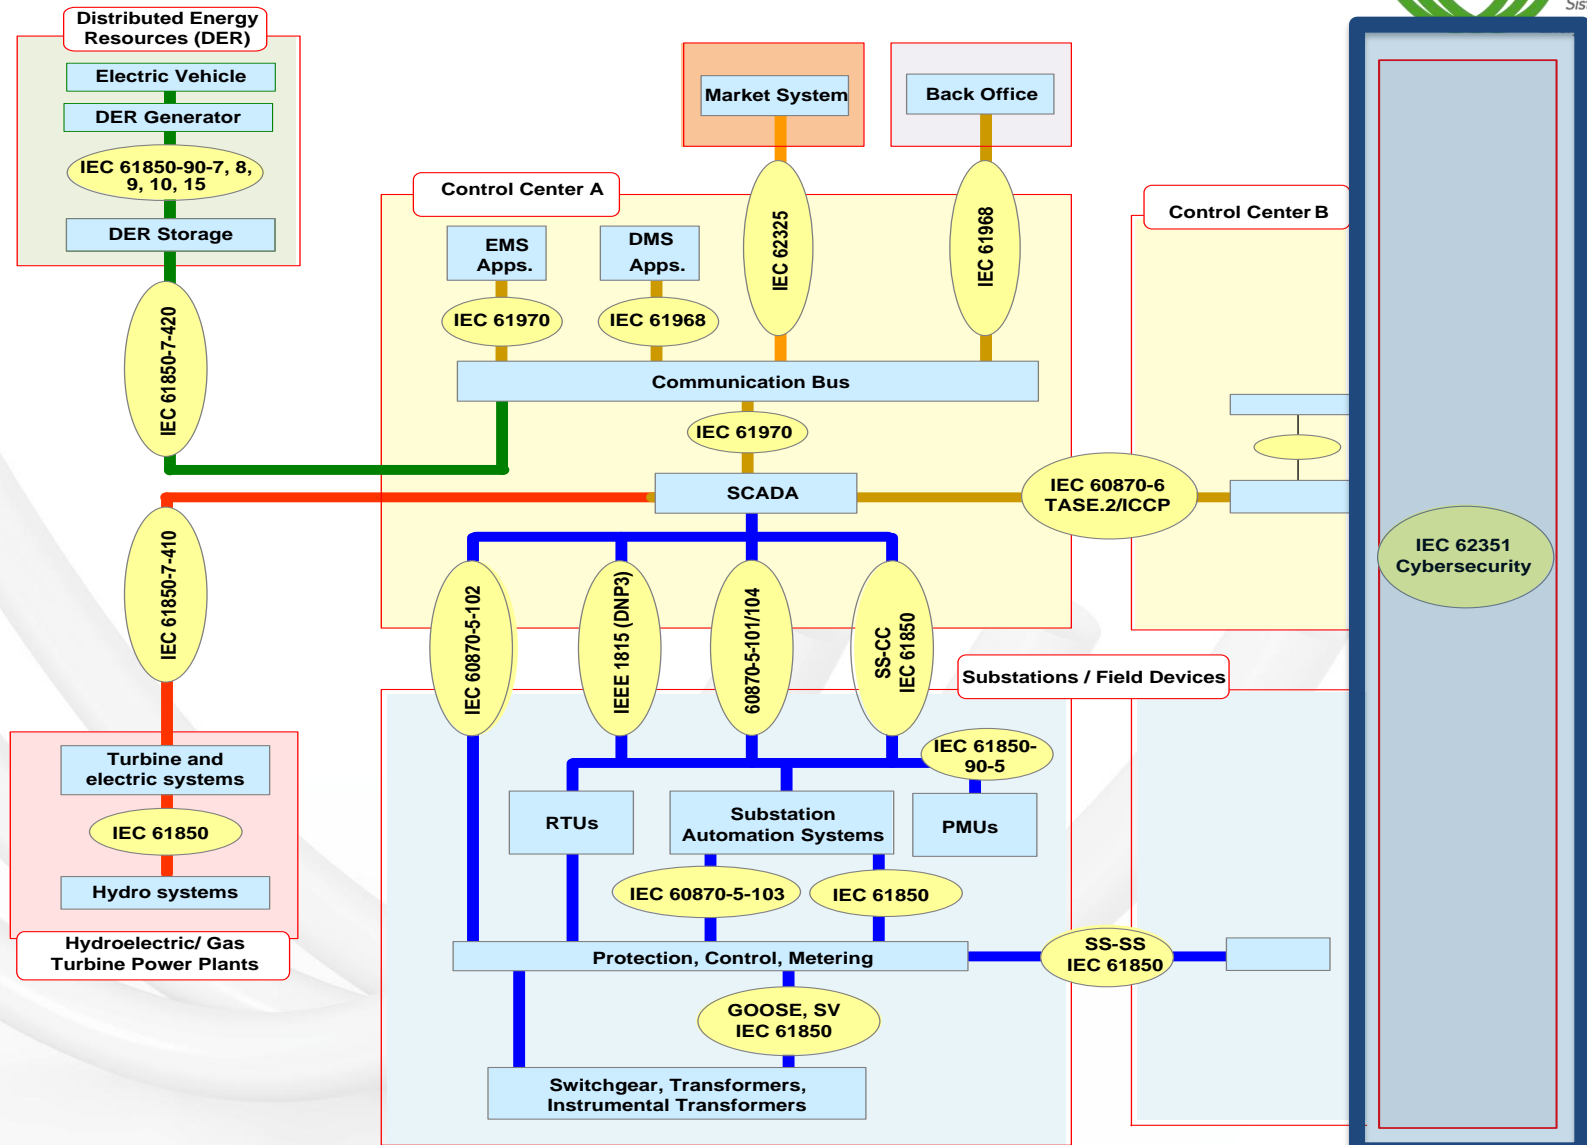 Sist
Distributed Energy
Resources (DER)
Electric Vehicle
DER Generator
IEC 61850-90-7, 8,
9, 10, 15
DER Storage
IEC 61850-7-420
Market System
Back Office
IEC 62325
IEC 61968
Control Center A
EMS
Apps.
DMS
Apps.
IEC 61970
IEC 61968
Communication Bus
IEC 61970
SCADA
Control Center B
IEC 60870-6
TASE.2/ICCP
IEC 62351
Cybersecurity
IEC 61850-7-410
IEC 60870-5-102
IEEE 1815 (DNP3)
60870-5-101/104
SS-CC
IEC 61850
Substations / Field Devices
IEC 61850-
90-5
Turbine and
electric systems
IEC 61850
Hydro systems
Hydroelectric/ Gas
Turbine Power Plants
RTUs
Substation
Automation Systems
PMUs
IEC 60870-5-103
IEC 61850
Protection, Control, Metering
SS-SS
IEC 61850
GOOSE, SV
IEC 61850
Switchgear, Transformers,
Instrumental Transformers